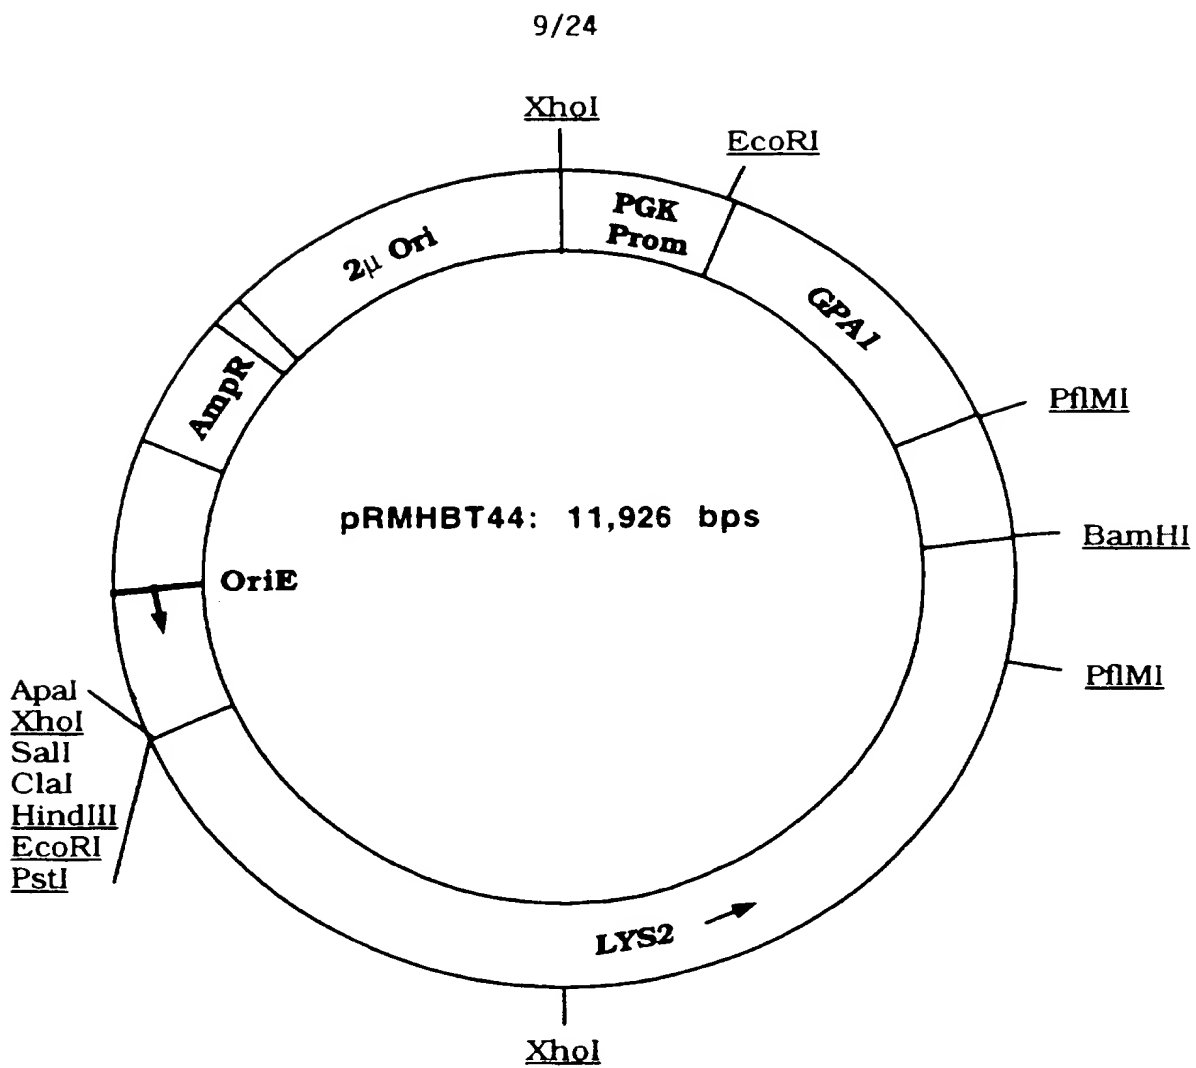 9/24
XhoI
EcoRI
PGK
Prom
2μ Ori
GPA1
AmpR
PflMI
pRMHBT44: 11,926 bps
BamHI
OriE
PflMI
ApaI
XhoI
SalI
ClaI
HindIII
EcoRI
PstI
LYS2
XhoI